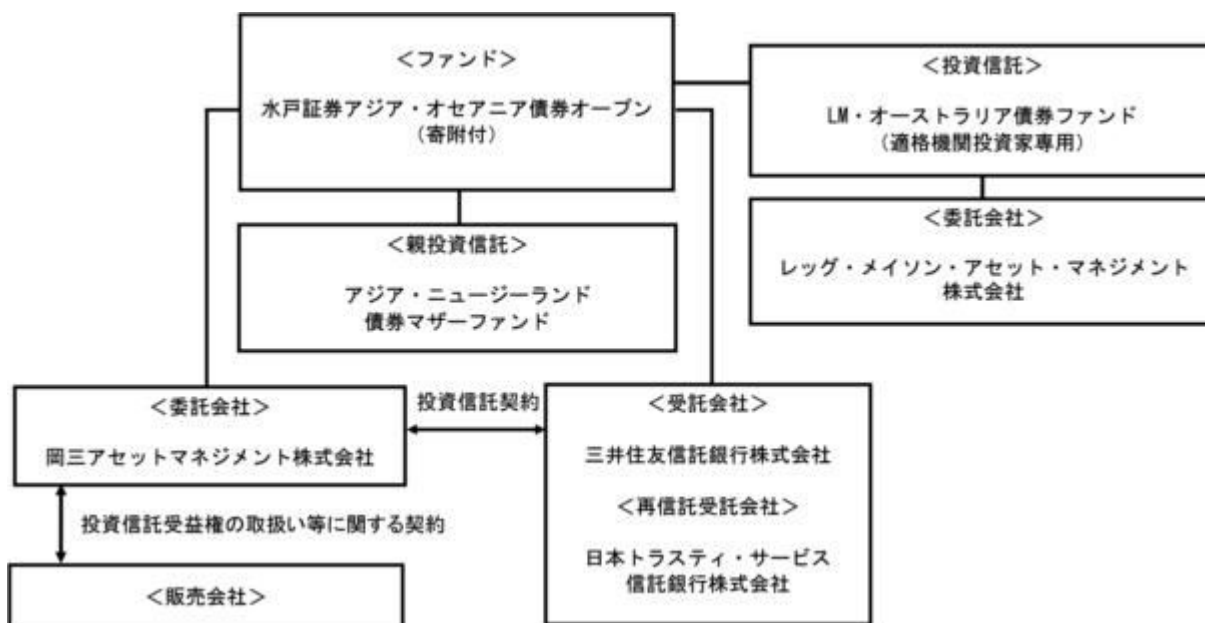 ＜ファンド＞
水戸証券アジア・オセアニア債券オープン
（寄附付）
＜投資信託＞
LM・オーストラリア債券ファンド
（適格機関投資家専用）
＜委託会社＞
レッグ・メイソン・アセット・マネジメント
株式会社
＜親投資信託＞
アジア・ニュージーランド
債券マザーファンド
＜委託会社＞
岡三アセットマネジメント株式会社
投資信託契約
＜受託会社＞
三井住友信託銀行株式会社
＜再信託受託会社＞
日本トラスティ・サービス
信託銀行株式会社
投資信託受益権の取扱い等に関する契約
＜販売会社＞